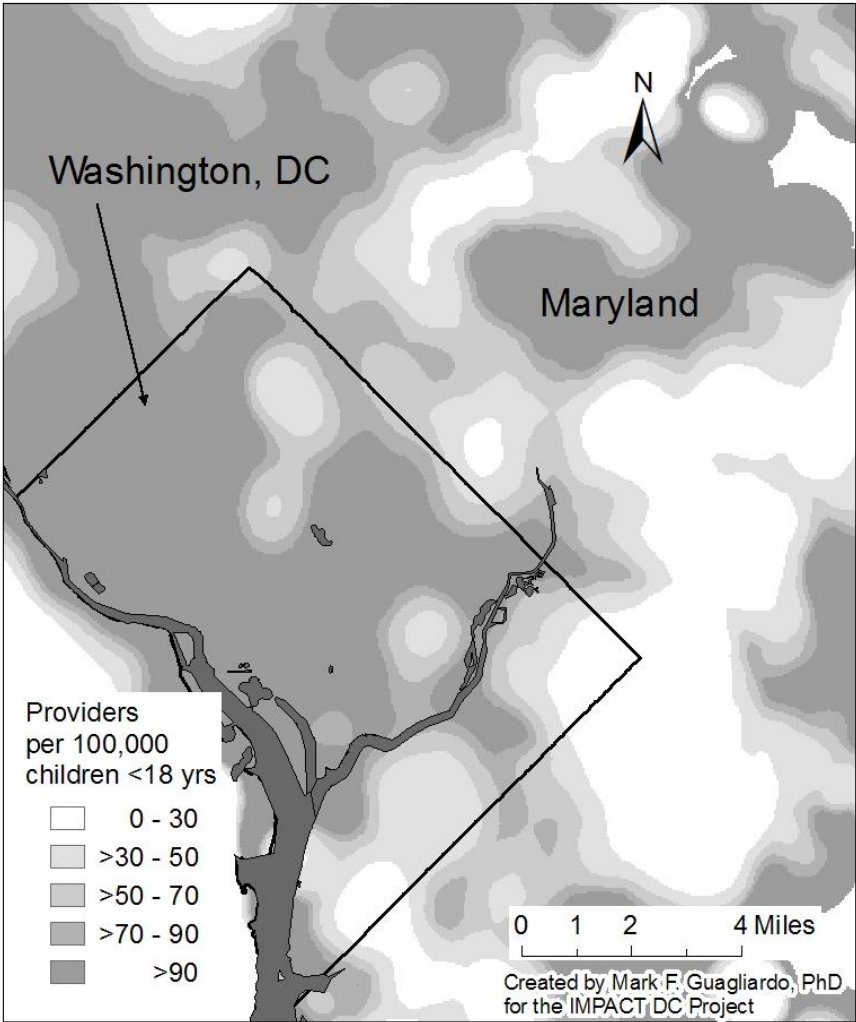 N
Washington, DC
Maryland
Providers
per 100,000
children <18 yrs
0 - 30
>30 - 50
>50 - 70
>70 - 90
>90
0 1 2 4 Miles
Created by Mark F. Guagliardo, PhD
for the IMPACT DC Project